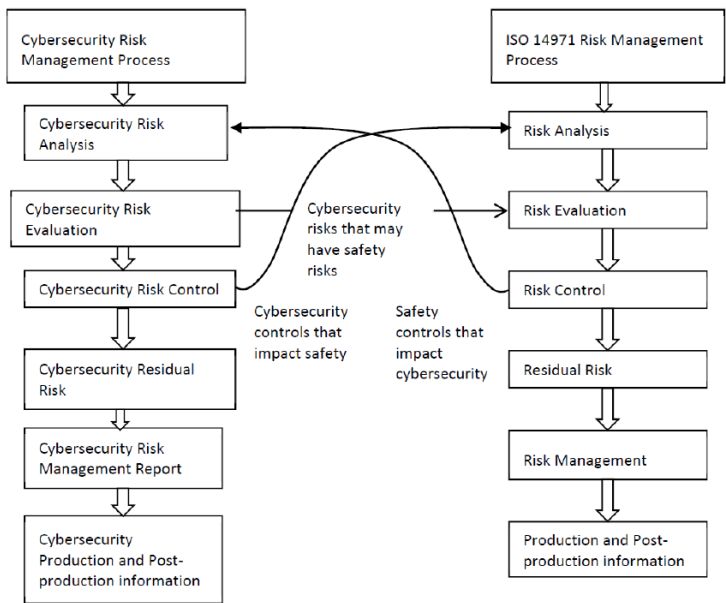 Cybersecurity Risk
Management Process
ISO 14971 Risk Management
Process
Cybersecurity Risk
Analysis
Risk Analysis
Cybersecurity Risk
Evaluation
Cybersecurity
risks that may
have safety
risks
Risk Evaluation
Cybersecurity Risk Control
Risk Control
Cybersecurity
controls that
impact safety
Safety
controls that
impact
cybersecurity
Cybersecurity Residual
Risk
Residual Risk
Cybersecurity Risk
Management Report
Risk Management
Cybersecurity
Production and Post-
production information
Production and Post-
production information